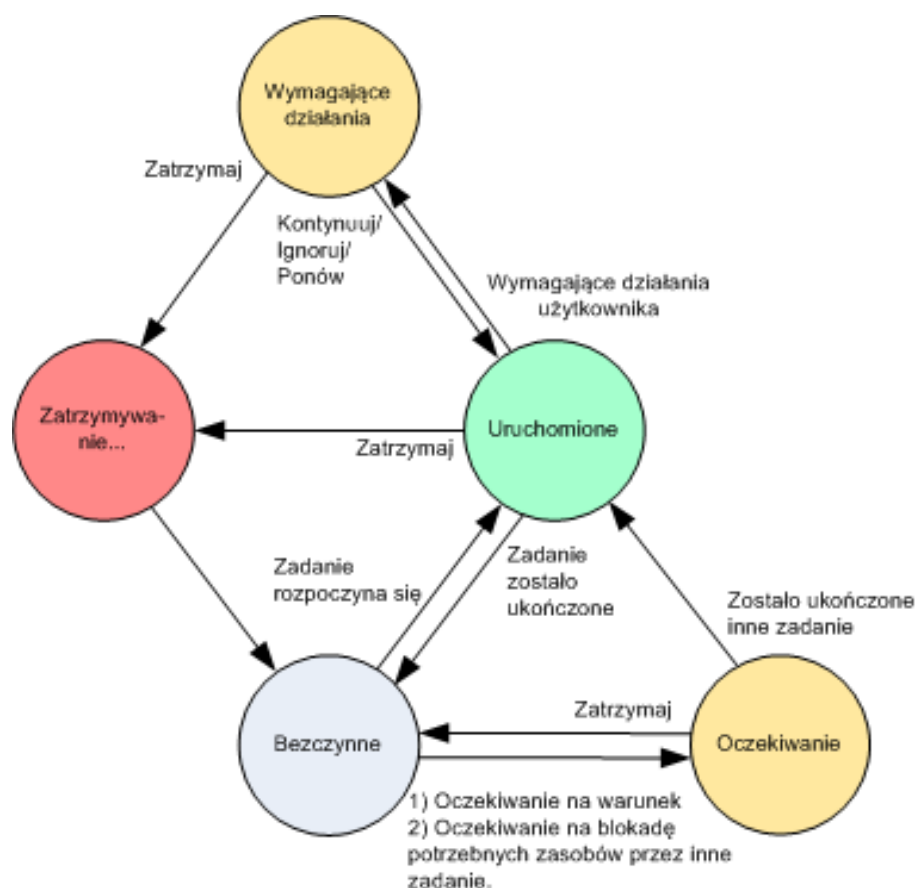 Wymagające
działania
Zatrzymaj
Kontynuuj/
Ignoruj/
Ponów
Wymagające działania
użytkownika
Zatrzymywa-
nie...
Uruchomione
Zatrzymaj
Zadanie
rozpoczyna się
Zadanie
zostało
ukończone
Zostało ukończone
inne zadanie
Bezczynne
Zatrzymaj
Oczekiwanie
1) Oczekiwanie na warunek
2) Oczekiwanie na blokadę
potrzebnych zasobów przez inne
zadanie.